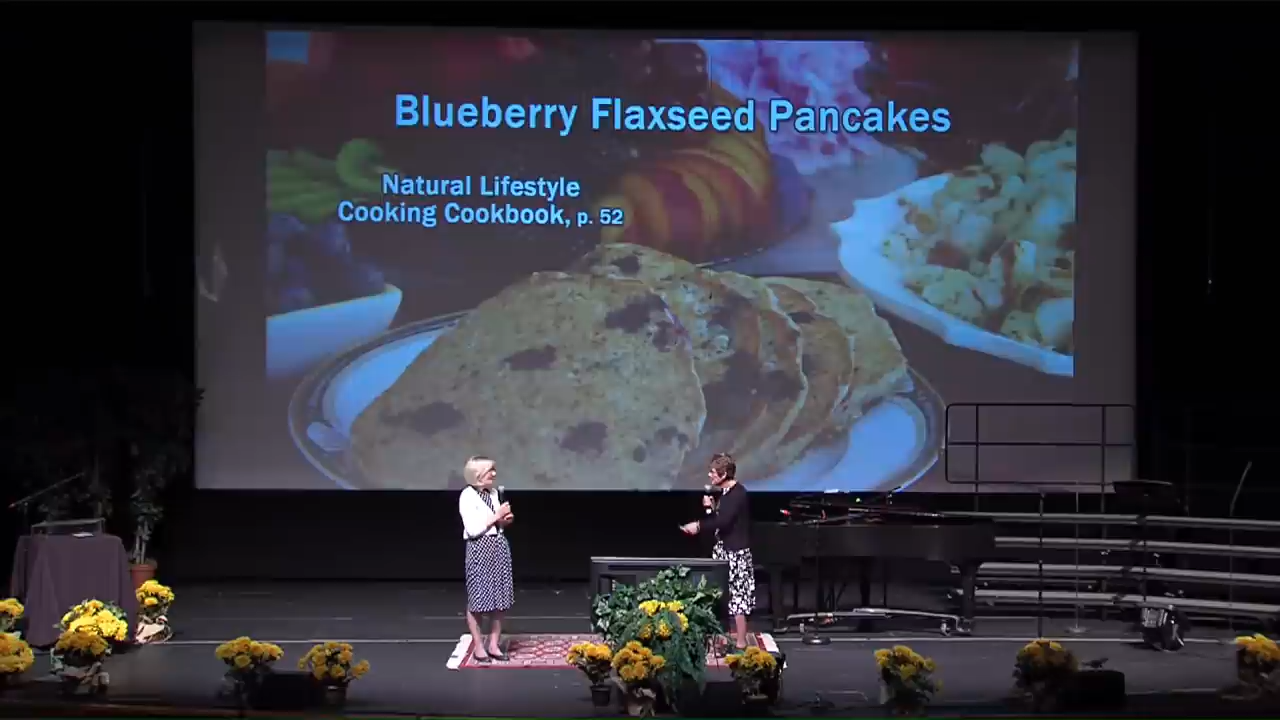 Blueberry Flaxseed Pancakes
Natural Lifestyle
Cooking Cookbook, p. 52